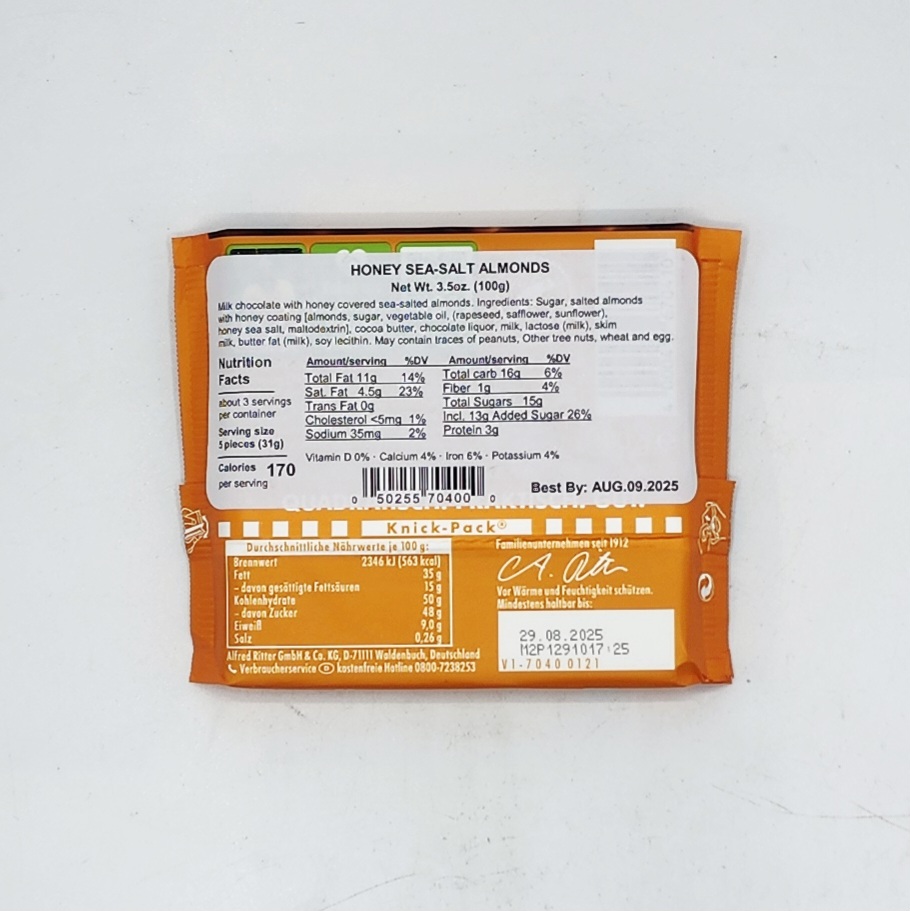 HONEY SEA-SALT ALMONDS
Net Wt. 3.5oz. (100g)
Milk chocolate with honey covered sea-salted almonds. Ingredients: Sugar, salted almonds
with honey coating [almonds, sugar, vegetable oil, (rapeseed, safflower, sunflower),
honey sea salt, maltodextrin], cocoa butter, chocolate liquor, milk, lactose (milk), skim
milk, butter fat (milk), soy lecithin. May contain traces of peanuts, Other tree nuts, wheat and egg.
Nutrition
Facts
about 3 servings
per container
Serving size
5 pieces (31g)
Calories 170
per serving
Amount/serving %DV
Total Fat 11g 14%
Sat. Fat 4.5g 23%
Trans Fat 0g
Cholesterol <5mg 1%
Sodium 35mg 2%
Amount/serving %DV
Total carb 16g 6%
Fiber 1g 4%
Total Sugars 15g
Incl. 13g Added Sugar 26%
Protein 3g
Vitamin D 0% · Calcium 4% · Iron 6% · Potassium 4%
0 50255 70400 0
Best By: AUG.09.2025
Knick-Pack®
Durchschnittliche Nährwerte je 100 g:
Brennwert 2346 kJ (563 kcal)
Fett 35 g
- davon gesättigte Fettsäuren 15 g
Kohlenhydrate 50 g
- davon Zucker 48 g
Eiweiß 9,0 g
Salz 0,26 g
Alfred Ritter GmbH & Co. KG, D-71111 Waldenbuch, Deutschland
Verbraucherservice D kostenfreie Hotline 0800-7238253
Familienunternehmen seit 1912
Vor Wärme und Feuchtigkeit schützen.
Mindestens haltbar bis:
29.08.2025
M2P1291017:25
V1-7040 0121